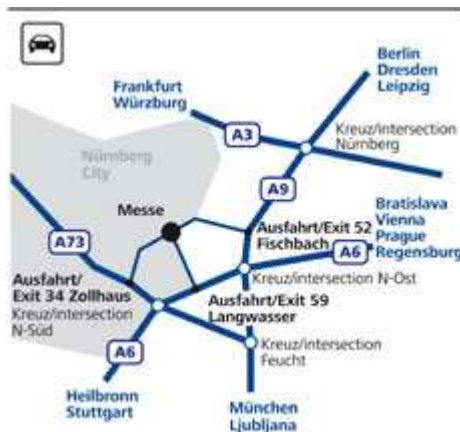 Berlin
Dresden
Leipzig
Frankfurt
Würzburg
A3
Kreuz/intersection
Nürnberg
Nürnberg
City
A9
Bratislava
Vienna
Prague
Regensburg
Messe
Ausfahrt/Exit 52
Fischbach
A73
A6
Ausfahrt/
Exit 34 Zollhaus
Kreuz/intersection
N-Süd
Kreuz/intersection N-Ost
Ausfahrt/Exit 59
Langwasser
A6
Kreuz/intersection
Feucht
Heilbronn
Stuttgart
München
Ljubljana